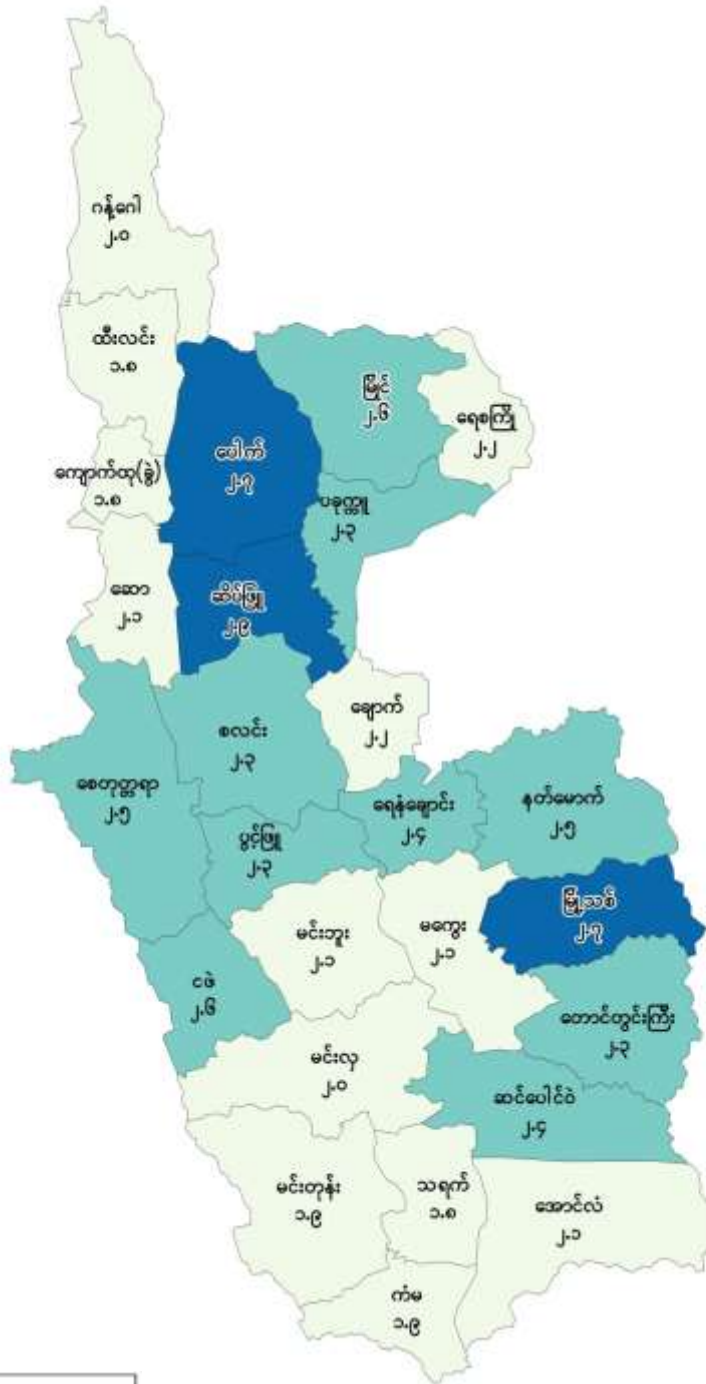 ဂန့်ဂေါ
၂.၀
ထီးလင်း
၁.၈
မြိုင်
၂.၆
ရေစကြို
၂.၂
ပေါက်
၂.၇
ကျောက်ထု(ခွဲ)
၁.၈
ပခုက္ကူ
၂.၃
ဆော
၂.၁
ဆိပ်ဖြူ
၂.၉
ချောက်
၂.၂
စလင်း
၂.၃
စေတုတ္တရာ
၂.၅
ရေနံချောင်း
၂.၄
နတ်မောက်
၂.၅
ပွင့်ဖြူ
၂.၃
မြို့သစ်
၂.၇
မင်းဘူး
၂.၁
မကွေး
၂.၁
ငဖဲ
၂.၆
တောင်တွင်းကြီး
၂.၃
မင်းလှ
၂.၀
ဆင်ပေါင်ဝဲ
၂.၄
မင်းတုန်း
၁.၉
သရက်
၁.၈
အောင်လံ
၂.၁
ကံမ
၁.၉